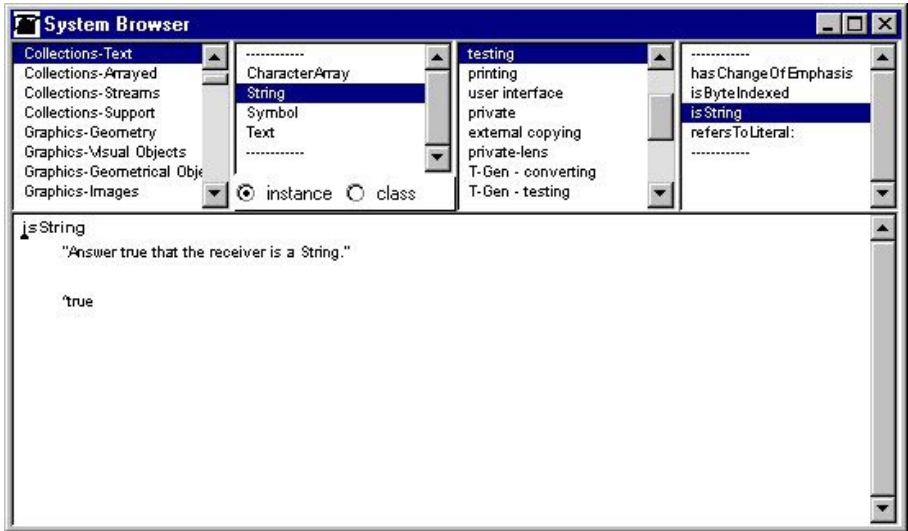 System Browser
Collections-Text
Collections-Arrayed
Collections-Streams
Collections-Support
Graphics-Geometry
Graphics-Visual Objects
Graphics-Geometrical Obje
Graphics-Images
------------
CharacterArray
String
Symbol
Text
------------
instance class
testing
printing
user interface
private
external copying
private-lens
T-Gen - converting
T-Gen - testing
------------
hasChangeOfEmphasis
isByteIndexed
isString
refersToLiteral:
------------
isString
"Answer true that the receiver is a String."
^true